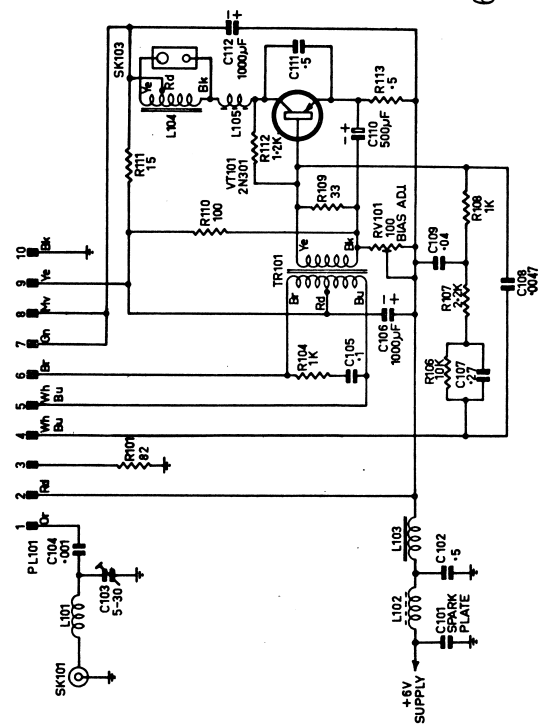 SK101
L101
C103
5-30
PL101
C104
·001
1
Or
2
Rd
3
R101
82
4
Wh
Bu
5
Wh
Bu
6
Br
7
Gn
8
Mv
9
Ye
10
Bk
R104
1K
C105
·1
TR101
Br
Rd
Bu
Ye
Bk
C106
1000µF
- +
R110
100
R111
15
SK103
Ye
Rd
Bk
L104
L105
C112
1000µF
- +
C111
·5
R112
1·2K
VT101
2N301
R109
33
RV101
100
BIAS ADJ.
- +
C110
500µF
R113
·5
C109
·04
R108
1K
R107
2·2K
R106
10K
C107
·27
C108
·0047
+6V
SUPPLY
C101
SPARK
PLATE
L102
C102
·5
L103